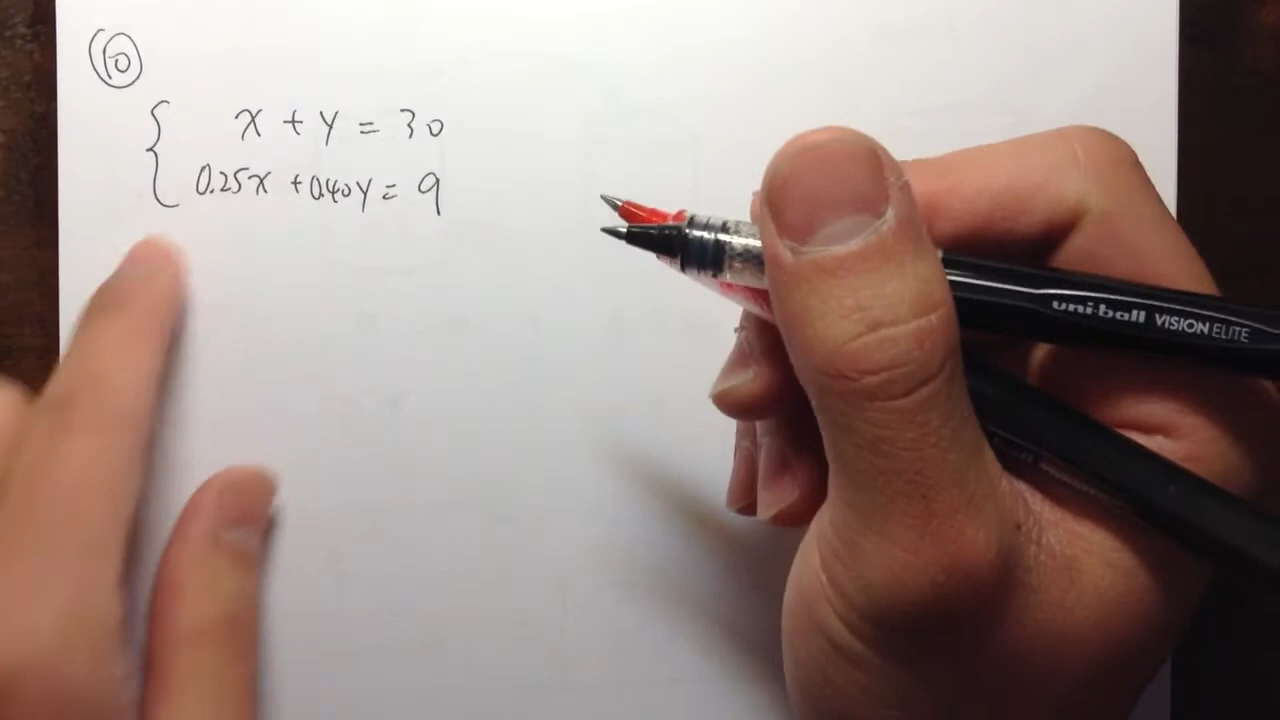 10
x + y = 30
0.25x + 0.40y = 9
uni-ball VISION ELITE